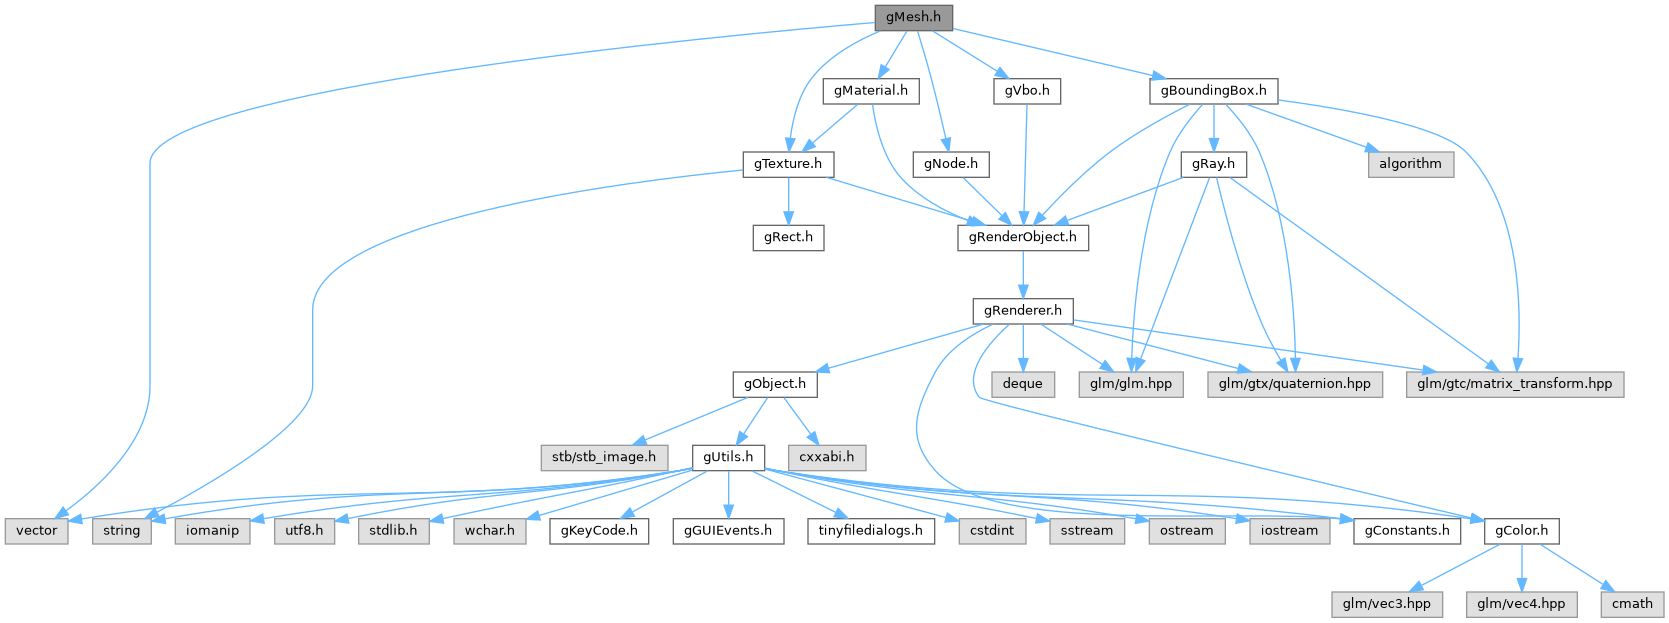 gMesh.h
gMaterial.h
gVbo.h
gBoundingBox.h
gTexture.h
gNode.h
gRay.h
algorithm
gRect.h
gRenderObject.h
gRenderer.h
gObject.h
deque
glm/glm.hpp
glm/gtx/quaternion.hpp
glm/gtc/matrix_transform.hpp
stb/stb_image.h
gUtils.h
cxxabi.h
vector
string
iomanip
utf8.h
stdlib.h
wchar.h
gKeyCode.h
gGUIEvents.h
tinyfiledialogs.h
cstdint
sstream
ostream
iostream
gConstants.h
gColor.h
glm/vec3.hpp
glm/vec4.hpp
cmath